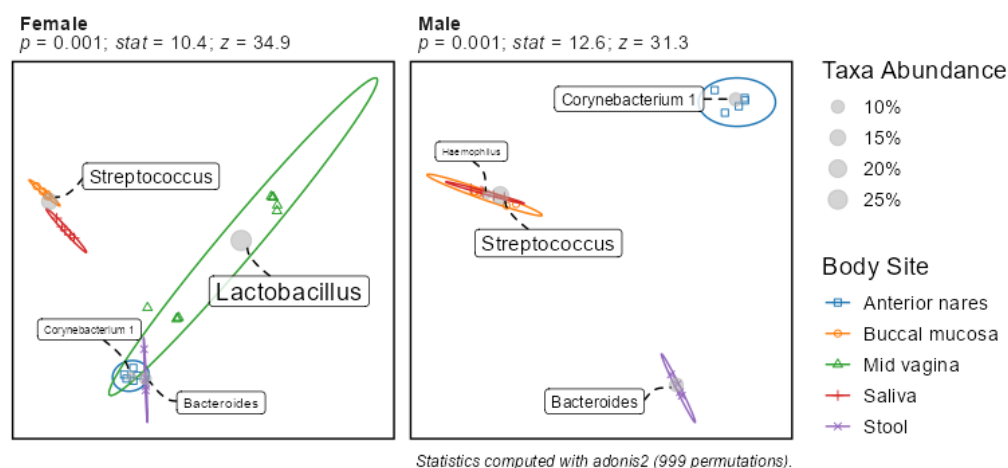 Female
p = 0.001; stat = 10.4; z = 34.9
Streptococcus
Lactobacillus
Corynebacterium 1
Bacteroides
Male
p = 0.001; stat = 12.6; z = 31.3
Corynebacterium 1
Haemophilus
Streptococcus
Bacteroides
Taxa Abundance
10%
15%
20%
25%
Body Site
Anterior nares
Buccal mucosa
Mid vagina
Saliva
Stool
Statistics computed with adonis2 (999 permutations).